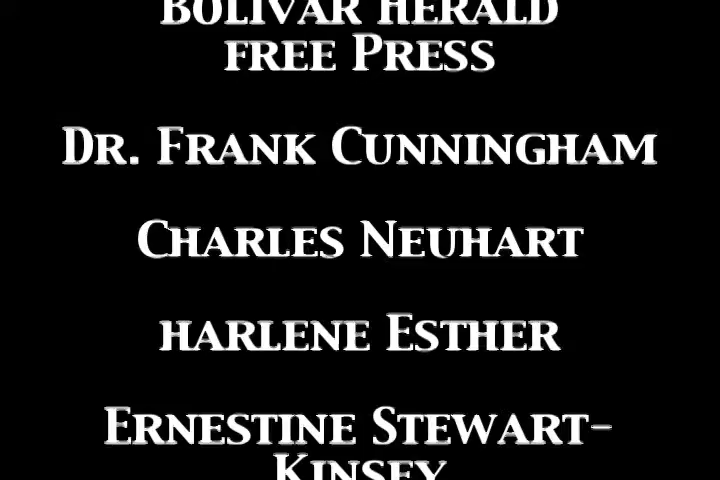 BOLIVAR HERALD
FREE PRESS
DR. FRANK CUNNINGHAM
CHARLES NEUHART
HARLENE ESTHER
ERNESTINE STEWART-
KINSEY